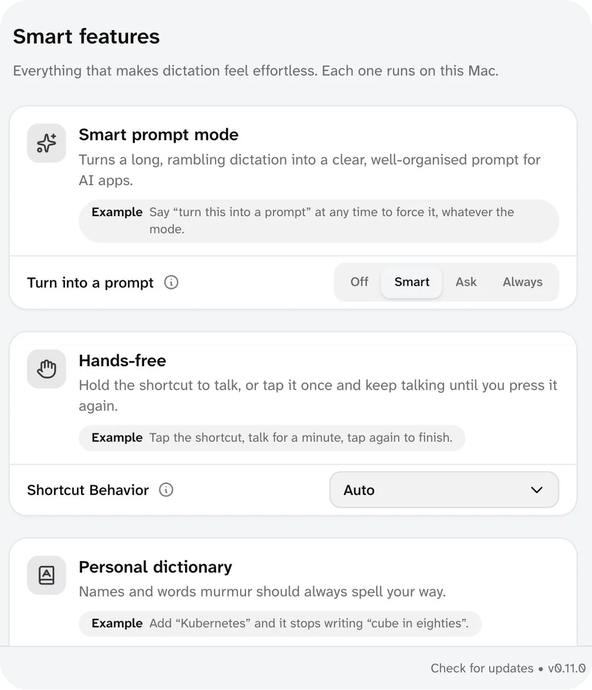 Smart features
Everything that makes dictation feel effortless. Each one runs on this Mac.
Smart prompt mode
Turns a long, rambling dictation into a clear, well-organised prompt for
AI apps.
Example Say “turn this into a prompt” at any time to force it, whatever the
mode.
Turn into a prompt Off Smart Ask Always
Hands-free
Hold the shortcut to talk, or tap it once and keep talking until you press it
again.
Example Tap the shortcut, talk for a minute, tap again to finish.
Shortcut Behavior Auto
Personal dictionary
Names and words murmur should always spell your way.
Example Add “Kubernetes” and it stops writing “cube in eighties”.
Check for updates • v0.11.0